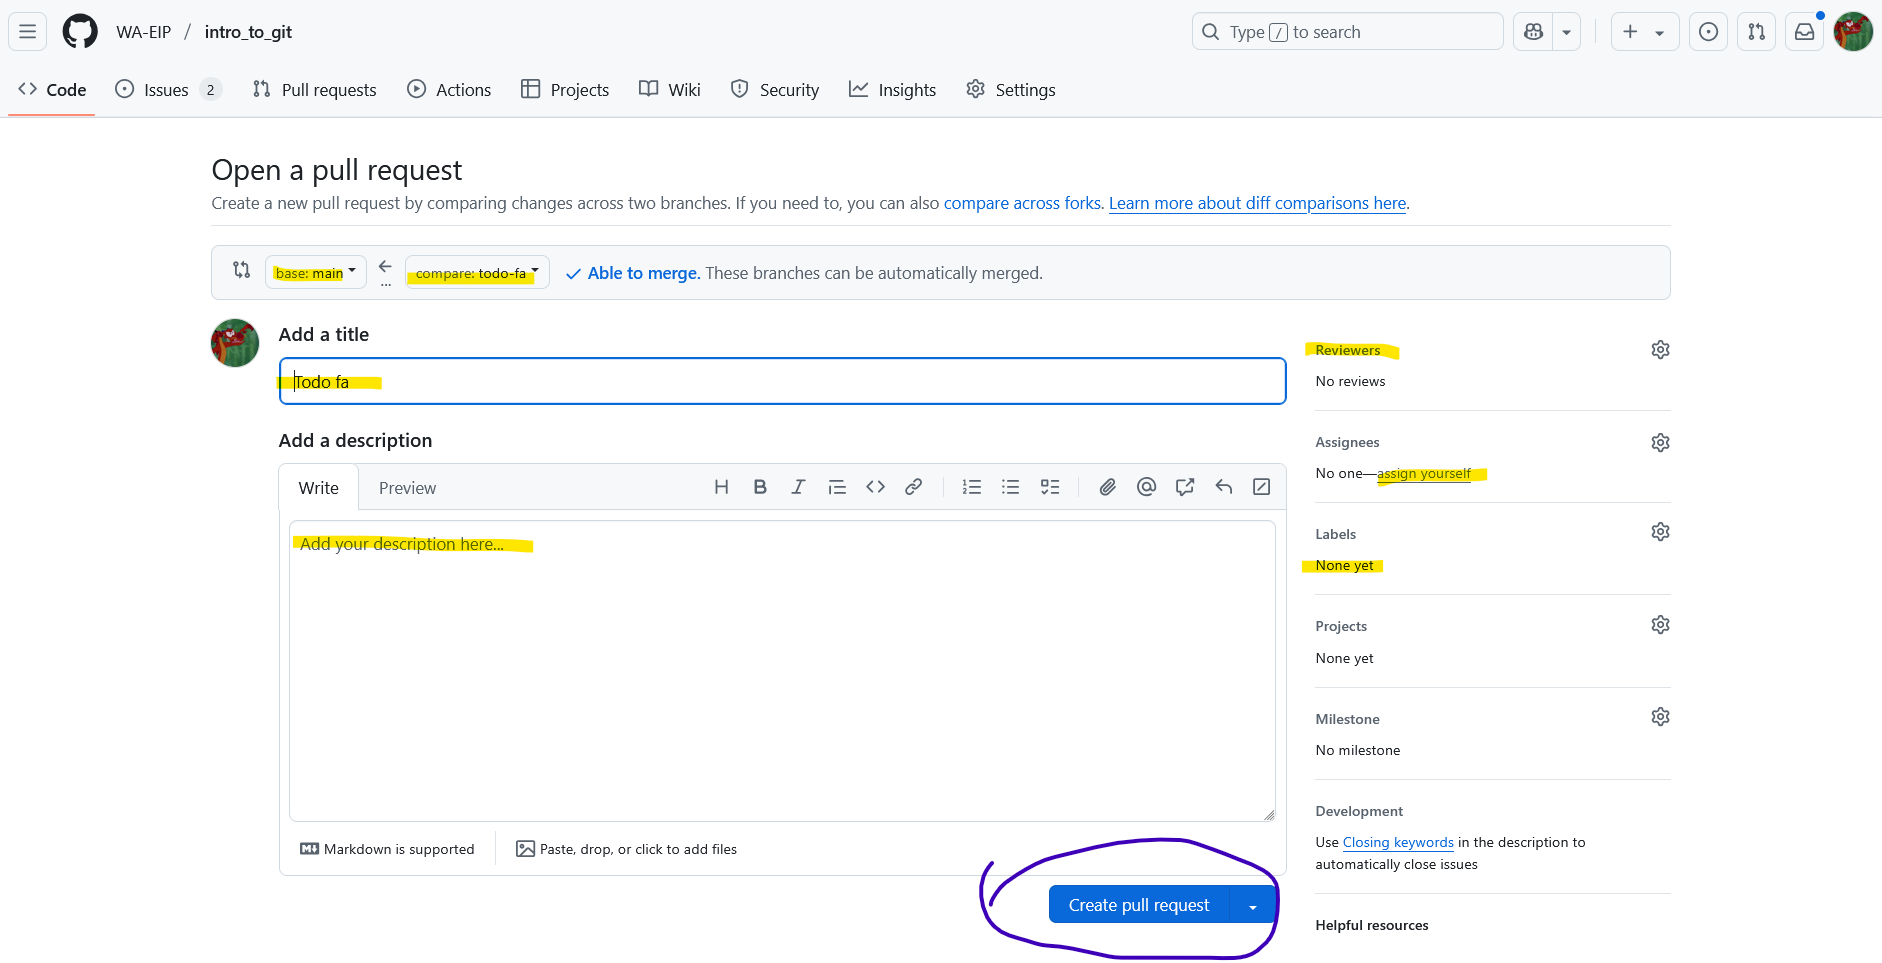 WA-EIP / intro_to_git
Type / to search
Code
Issues 2
Pull requests
Actions
Projects
Wiki
Security
Insights
Settings
Open a pull request
Create a new pull request by comparing changes across two branches. If you need to, you can also compare across forks. Learn more about diff comparisons here.
base: main
...
compare: todo-fa
Able to merge. These branches can be automatically merged.
Add a title
Todo fa
Add a description
Write
Preview
Add your description here...
Markdown is supported
Paste, drop, or click to add files
Create pull request
Reviewers
No reviews
Assignees
No one—assign yourself
Labels
None yet
Projects
None yet
Milestone
No milestone
Development
Use Closing keywords in the description to
automatically close issues
Helpful resources